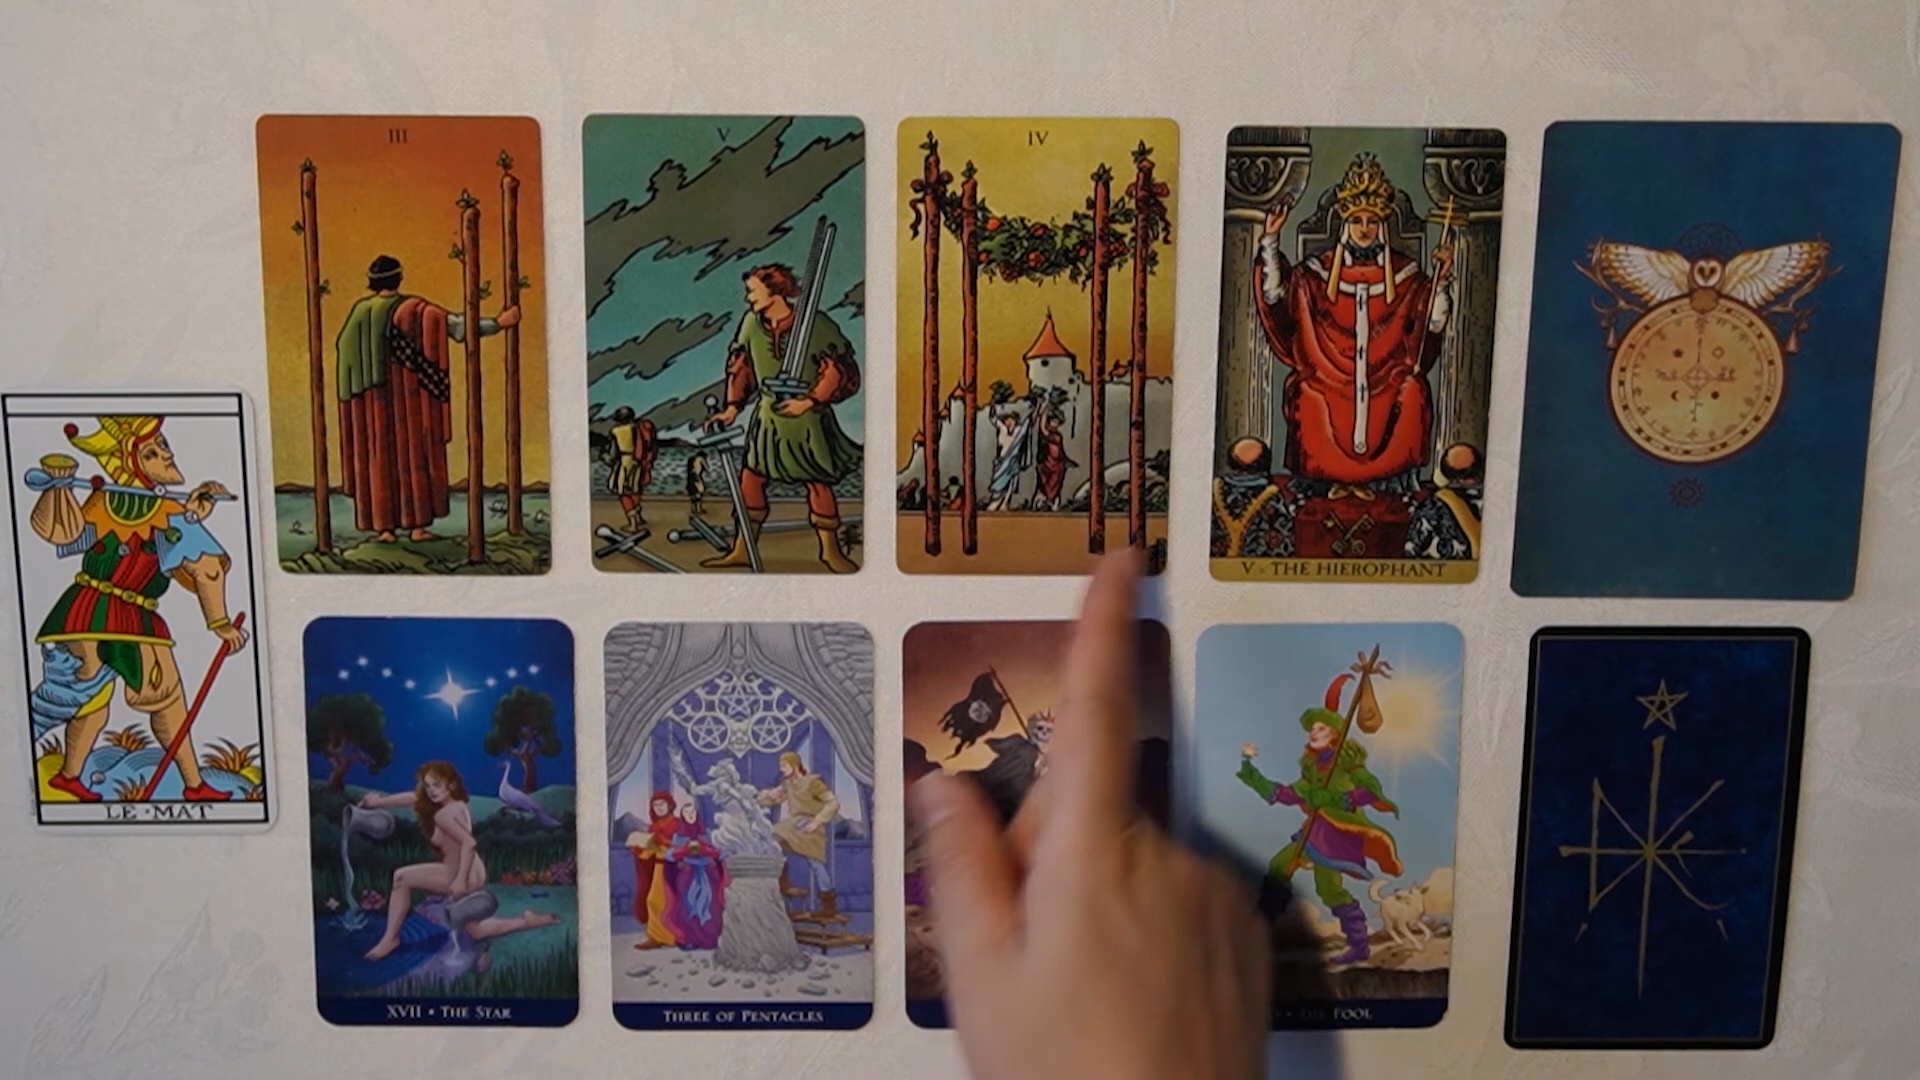 III
V
IV
V · THE HIEROPHANT
LE·MAT
XVII · THE STAR
THREE OF PENTACLES
THE FOOL